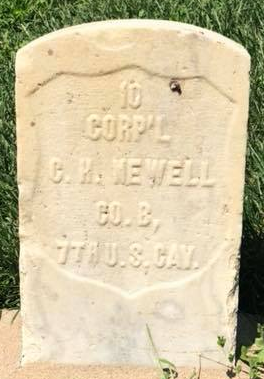 10
CORP'L
C. H. NEWELL
CO. B,
7TH U.S. CAV.